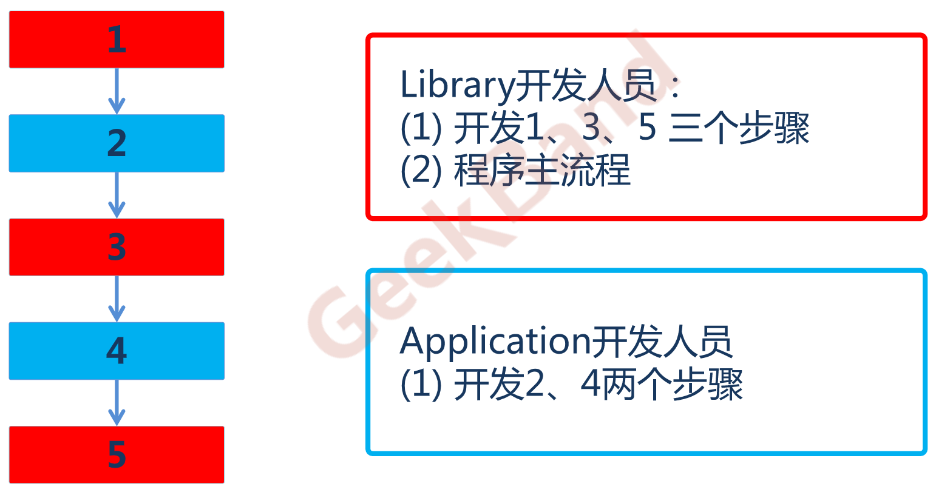 1
2
3
4
5
Library开发人员：
(1) 开发1、3、5 三个步骤
(2) 程序主流程
Application开发人员
(1) 开发2、4两个步骤
GeekBand